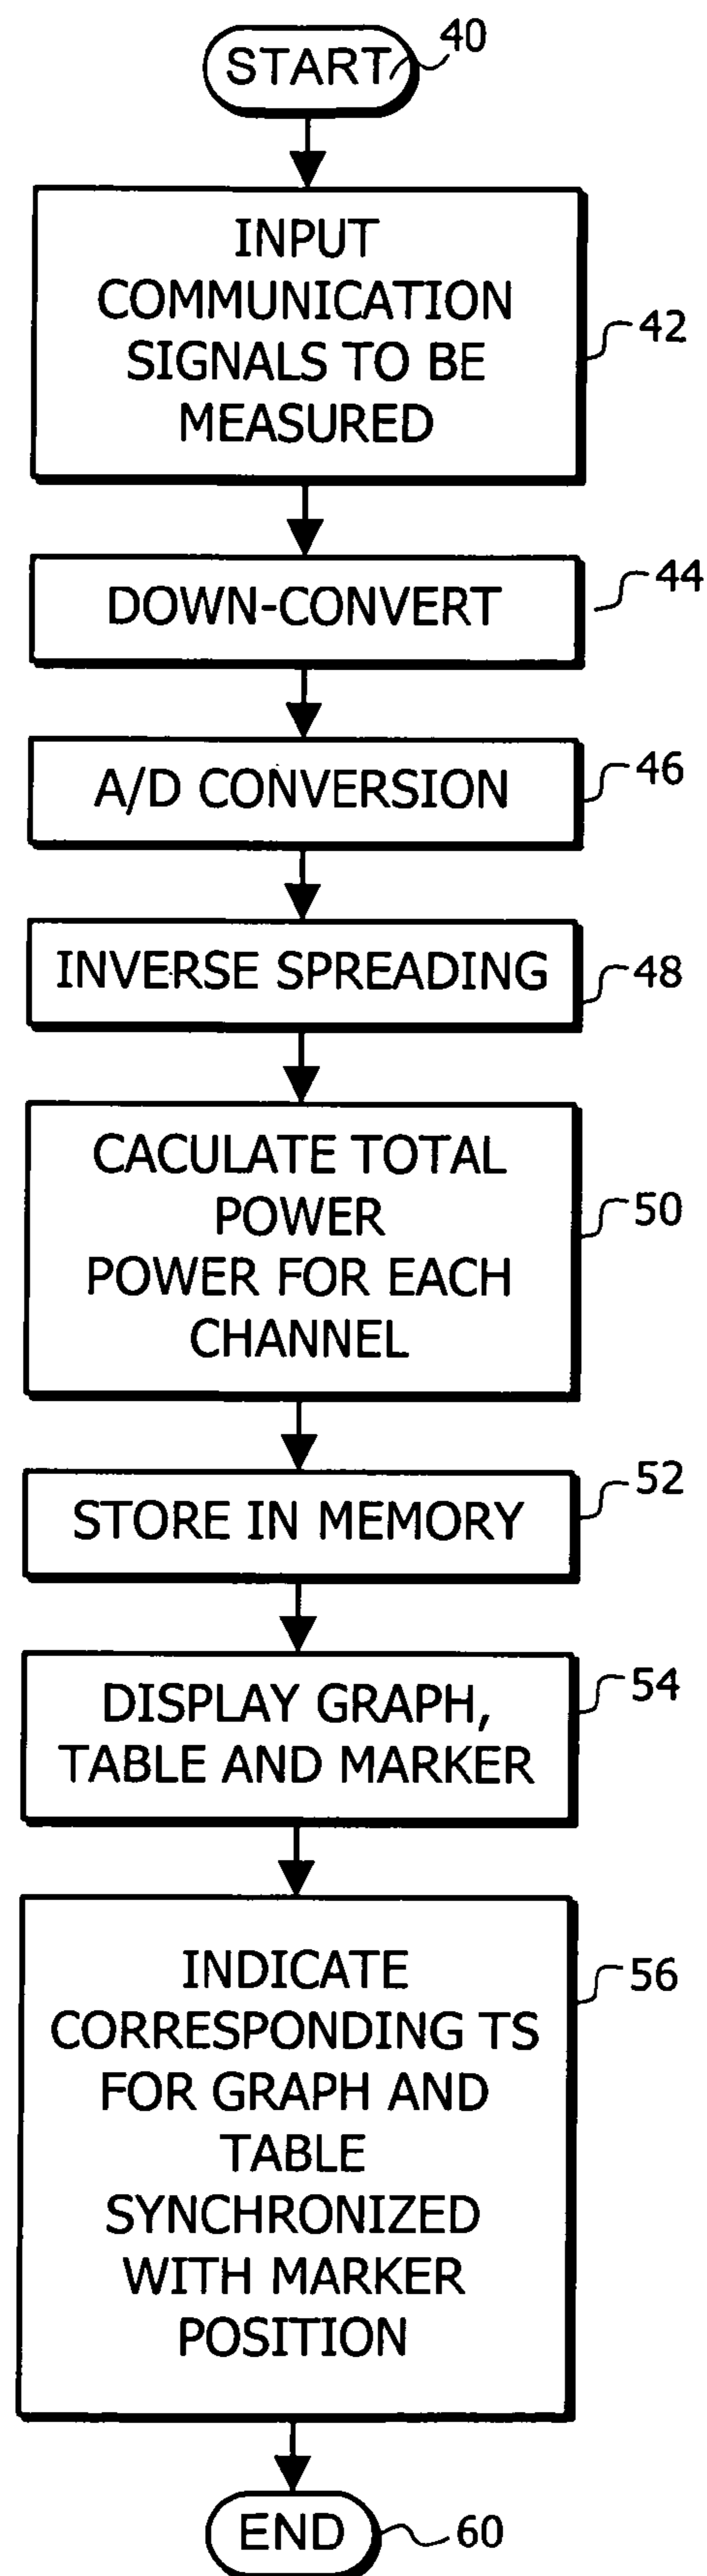 START
40
INPUT
COMMUNICATION
SIGNALS TO BE
MEASURED
42
DOWN-CONVERT
44
A/D CONVERSION
46
INVERSE SPREADING
48
CACULATE TOTAL
POWER
POWER FOR EACH
CHANNEL
50
STORE IN MEMORY
52
DISPLAY GRAPH,
TABLE AND MARKER
54
INDICATE
CORRESPONDING TS
FOR GRAPH AND
TABLE
SYNCHRONIZED
WITH MARKER
POSITION
56
END
60